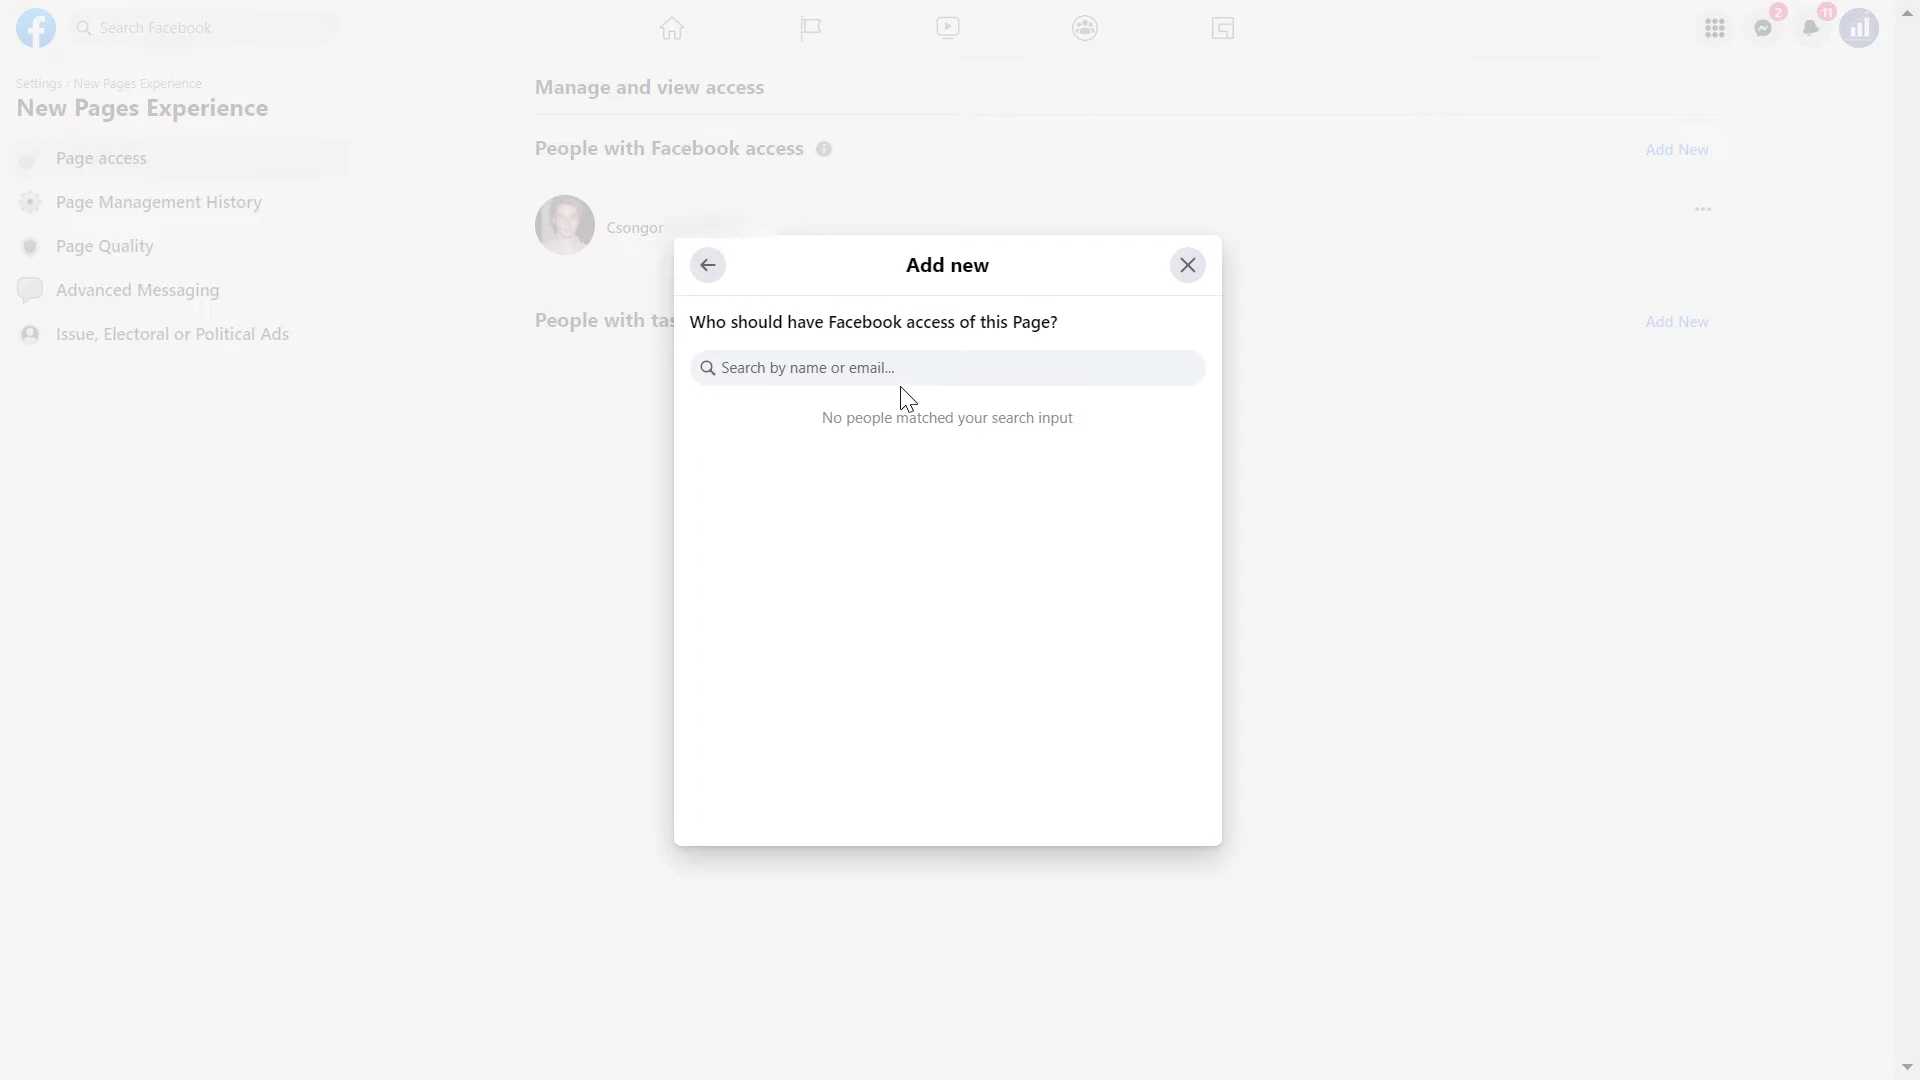 Search Facebook
2
11
Settings › New Pages Experience
New Pages Experience
Page access
Page Management History
Page Quality
Advanced Messaging
Issue, Electoral or Political Ads
Manage and view access
People with Facebook access
Add New
Csongor
People with tas
Add New
Add new
Who should have Facebook access of this Page?
Search by name or email...
No people matched your search input